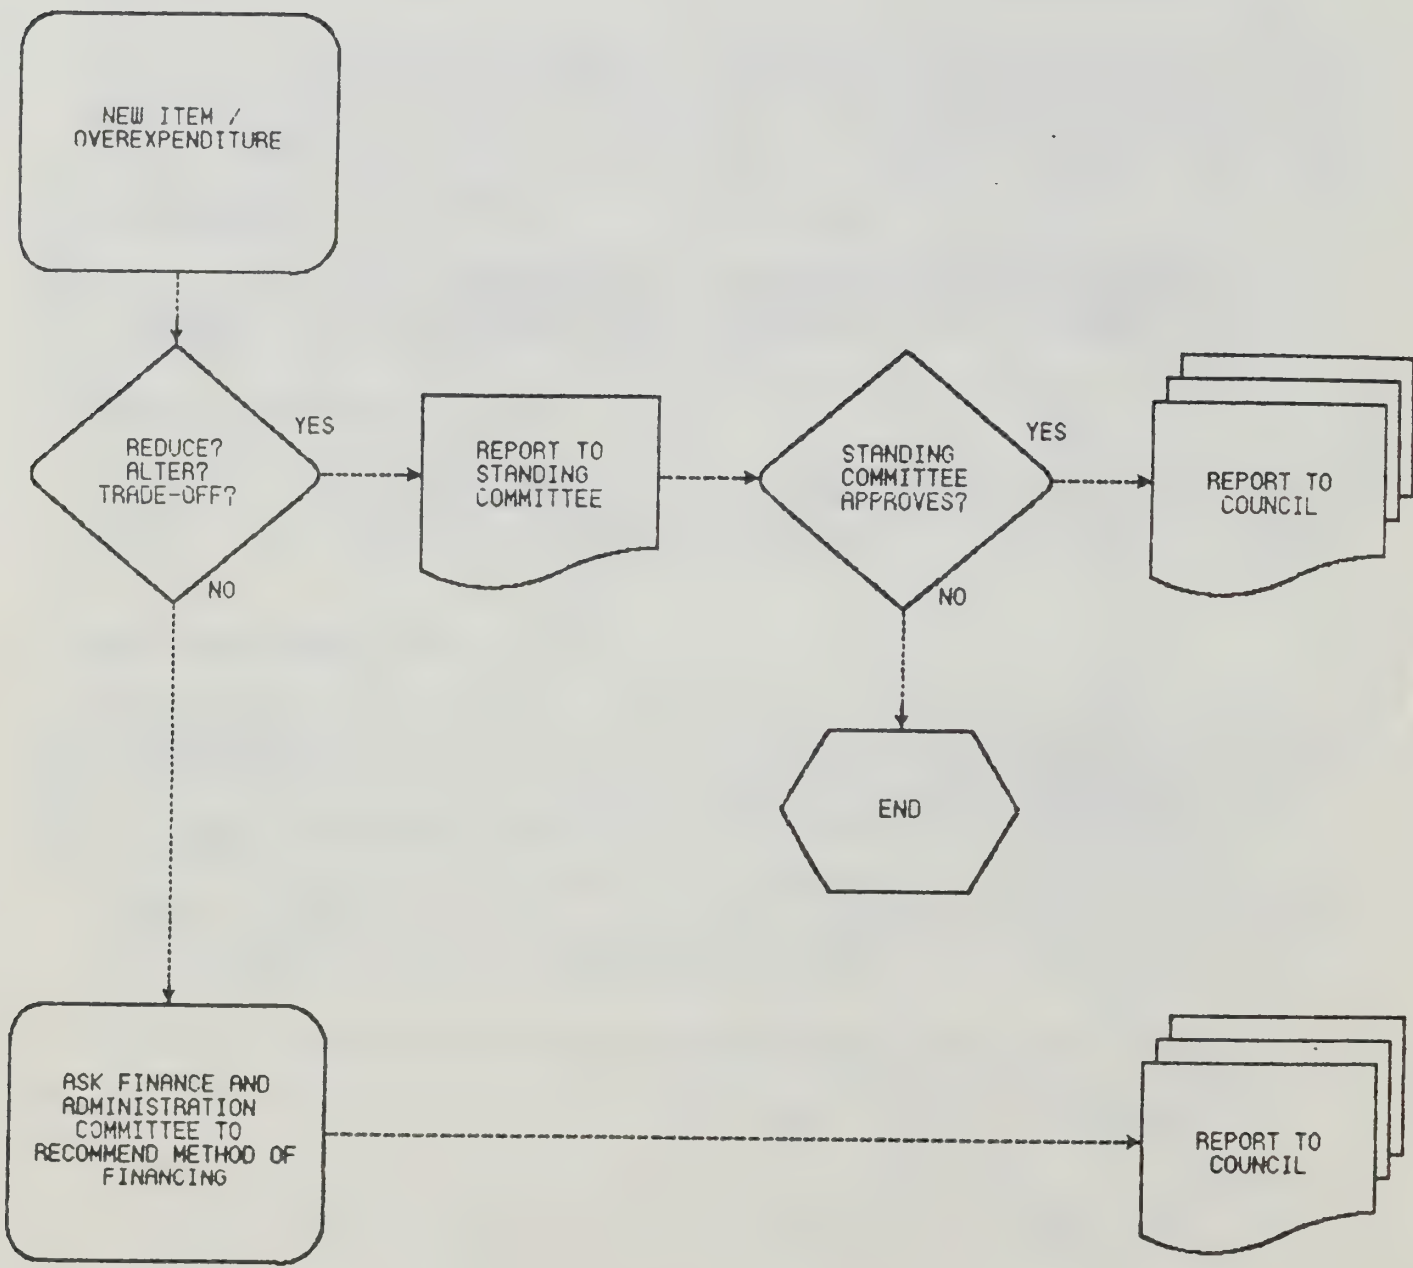 NEW ITEM /
OVEREXPENDITURE
REDUCE?
ALTER?
TRADE-OFF?
YES
NO
REPORT TO
STANDING
COMMITTEE
STANDING
COMMITTEE
APPROVES?
YES
NO
REPORT TO
COUNCIL
END
ASK FINANCE AND
ADMINISTRATION
COMMITTEE TO
RECOMMEND METHOD OF
FINANCING
REPORT TO
COUNCIL